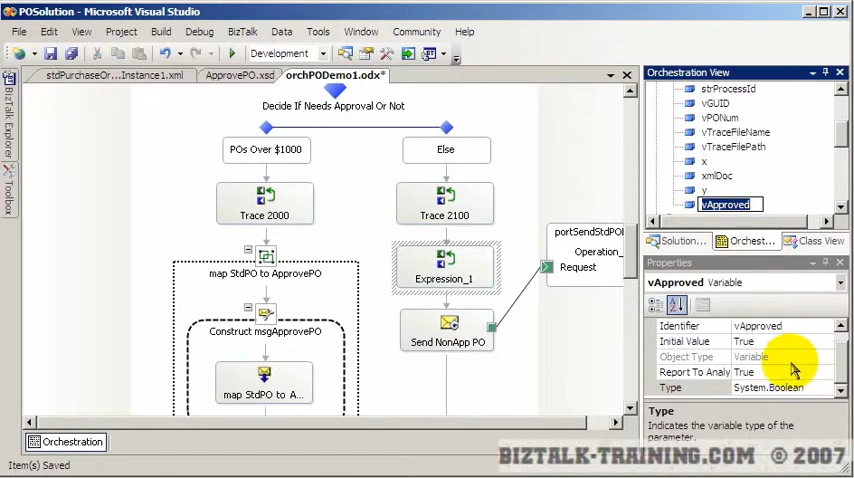 POSolution - Microsoft Visual Studio
File Edit View Project Build Debug BizTalk Data Tools Window Community Help
Development
stdPurchaseOr...Instance1.xml ApprovePO.xsd orchPODemo1.odx*
BizTalk Explorer
Toolbox
Decide If Needs Approval Or Not
POs Over $1000
Else
Trace 2000
Trace 2100
map StdPO to ApprovePO
Expression_1
Construct msgApprovePO
Send NonApp PO
map StdPO to A...
portSendStdPO
Operation_
Request
Orchestration
Item(s) Saved
Orchestration View
strProcessId
vGUID
vPONum
vTraceFileName
vTraceFilePath
x
xmlDoc
y
vApproved
Solution... Orchest... Class View
Properties
vApproved Variable
Identifier vApproved
Initial Value True
Object Type Variable
Report To Analy True
Type System.Boolean
Type
Indicates the variable type of the
parameter.
BIZTALK-TRAINING.COM © 2007